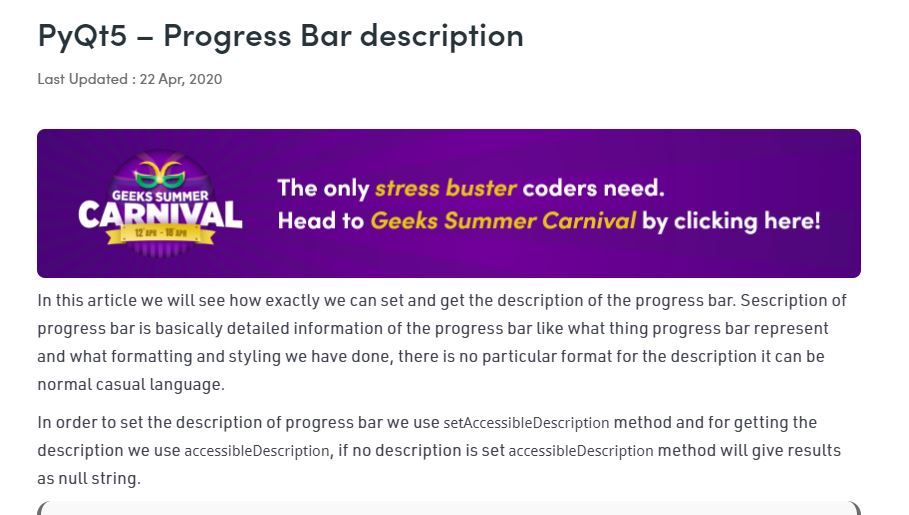 PyQt5 – Progress Bar description
Last Updated : 22 Apr, 2020
GEEKS SUMMER
CARNIVAL
12 APR - 18 APR
The only stress buster coders need.
Head to Geeks Summer Carnival by clicking here!
In this article we will see how exactly we can set and get the description of the progress bar. Sescription of
progress bar is basically detailed information of the progress bar like what thing progress bar represent
and what formatting and styling we have done, there is no particular format for the description it can be
normal casual language.
In order to set the description of progress bar we use setAccessibleDescription method and for getting the
description we use accessibleDescription, if no description is set accessibleDescription method will give results
as null string.